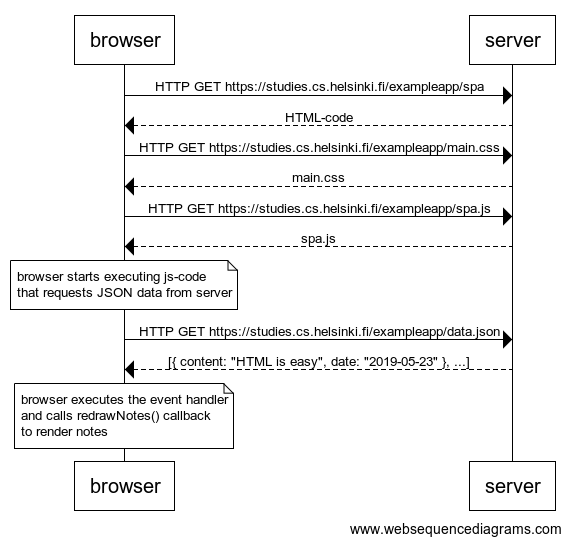 browser
server
HTTP GET https://studies.cs.helsinki.fi/exampleapp/spa
HTML-code
HTTP GET https://studies.cs.helsinki.fi/exampleapp/main.css
main.css
HTTP GET https://studies.cs.helsinki.fi/exampleapp/spa.js
spa.js
browser starts executing js-code
that requests JSON data from server
HTTP GET https://studies.cs.helsinki.fi/exampleapp/data.json
[{ content: "HTML is easy", date: "2019-05-23" }, ...]
browser executes the event handler
and calls redrawNotes() callback
to render notes
browser
server
www.websequencediagrams.com